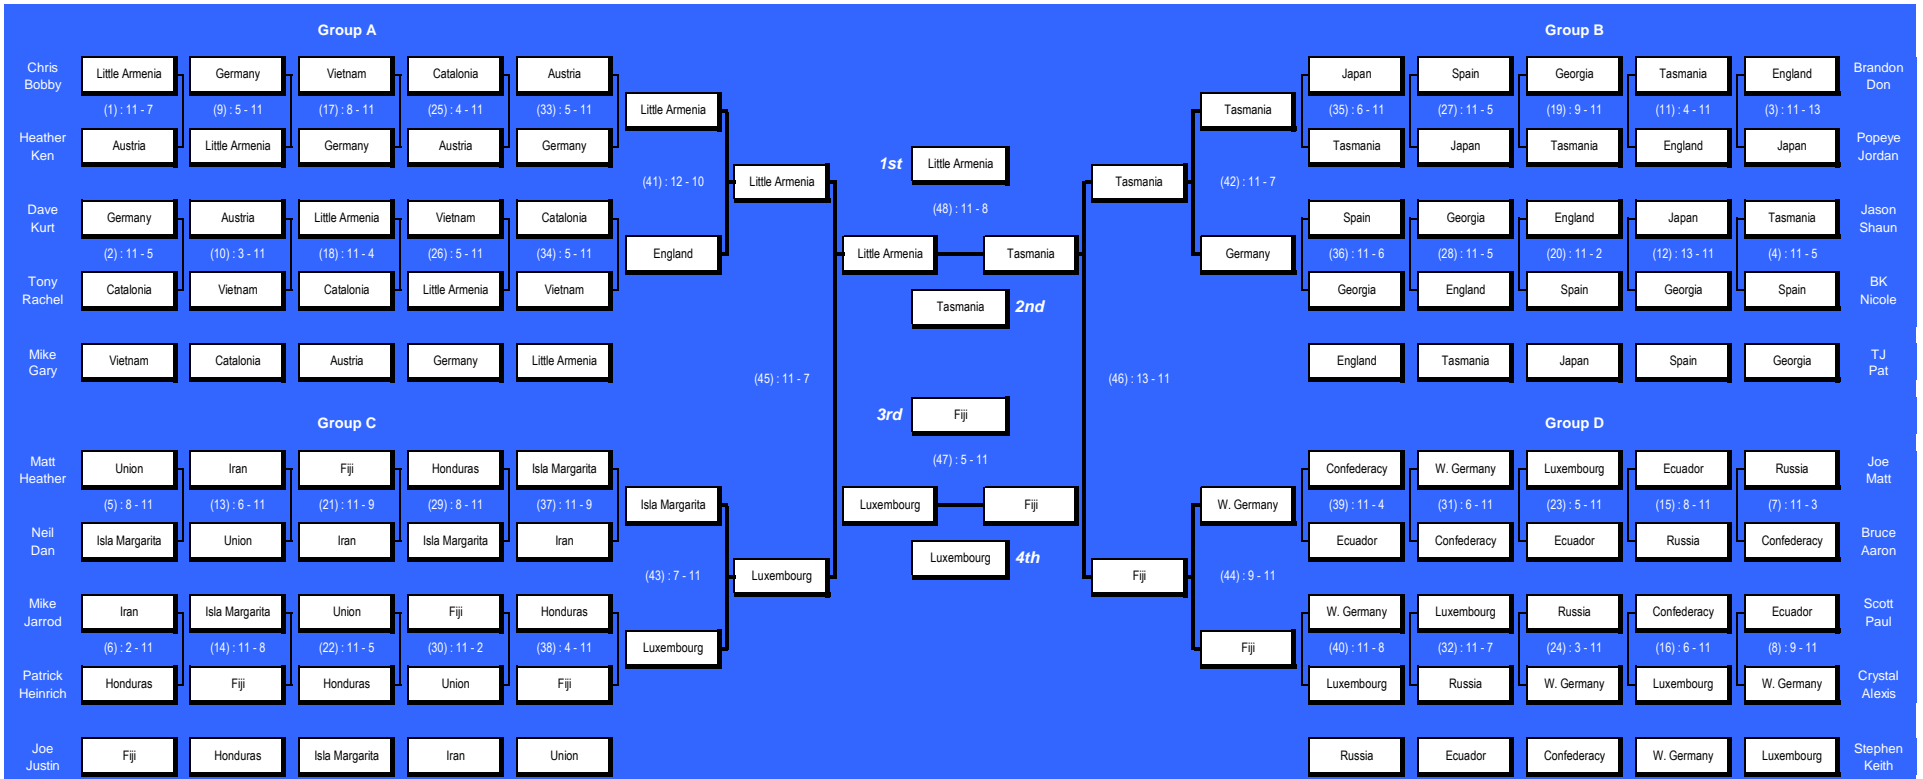 Group A
Group B
Chris
Bobby
Little Armenia Germany Vietnam Catalonia Austria
(1) : 11 - 7 (9) : 5 - 11 (17) : 8 - 11 (25) : 4 - 11 (33) : 5 - 11
Heather
Ken
Austria Little Armenia Germany Austria Germany
Dave
Kurt
Germany Austria Little Armenia Vietnam Catalonia
(2) : 11 - 5 (10) : 3 - 11 (18) : 11 - 4 (26) : 5 - 11 (34) : 5 - 11
Tony
Rachel
Catalonia Vietnam Catalonia Little Armenia Vietnam
Mike
Gary
Vietnam Catalonia Austria Germany Little Armenia
Little Armenia
(41) : 12 - 10
England
Little Armenia
(45) : 11 - 7
1st Little Armenia
(48) : 11 - 8
Little Armenia Tasmania
Tasmania 2nd
3rd Fiji
(47) : 5 - 11
Luxembourg Fiji
Luxembourg 4th
Tasmania
(46) : 13 - 11
Tasmania
(42) : 11 - 7
Germany
Japan Spain Georgia Tasmania England
Brandon
Don
(35) : 6 - 11 (27) : 11 - 5 (19) : 9 - 11 (11) : 4 - 11 (3) : 11 - 13
Tasmania Japan Tasmania England Japan
Popeye
Jordan
Spain Georgia England Japan Tasmania
Jason
Shaun
(36) : 11 - 6 (28) : 11 - 5 (20) : 11 - 2 (12) : 13 - 11 (4) : 11 - 5
Georgia England Spain Georgia Spain
BK
Nicole
England Tasmania Japan Spain Georgia
TJ
Pat
Group C
Group D
Matt
Heather
Union Iran Fiji Honduras Isla Margarita
(5) : 8 - 11 (13) : 6 - 11 (21) : 11 - 9 (29) : 8 - 11 (37) : 11 - 9
Neil
Dan
Isla Margarita Union Iran Isla Margarita Iran
Mike
Jarrod
Iran Isla Margarita Union Fiji Honduras
(6) : 2 - 11 (14) : 11 - 8 (22) : 11 - 5 (30) : 11 - 2 (38) : 4 - 11
Patrick
Heinrich
Honduras Fiji Honduras Union Fiji
Joe
Justin
Fiji Honduras Isla Margarita Iran Union
Isla Margarita
(43) : 7 - 11
Luxembourg
Luxembourg
Fiji
W. Germany
(44) : 9 - 11
Fiji
Confederacy W. Germany Luxembourg Ecuador Russia
Joe
Matt
(39) : 11 - 4 (31) : 6 - 11 (23) : 5 - 11 (15) : 8 - 11 (7) : 11 - 3
Ecuador Confederacy Ecuador Russia Confederacy
Bruce
Aaron
W. Germany Luxembourg Russia Confederacy Ecuador
Scott
Paul
(40) : 11 - 8 (32) : 11 - 7 (24) : 3 - 11 (16) : 6 - 11 (8) : 9 - 11
Luxembourg Russia W. Germany Luxembourg W. Germany
Crystal
Alexis
Russia Ecuador Confederacy W. Germany Luxembourg
Stephen
Keith